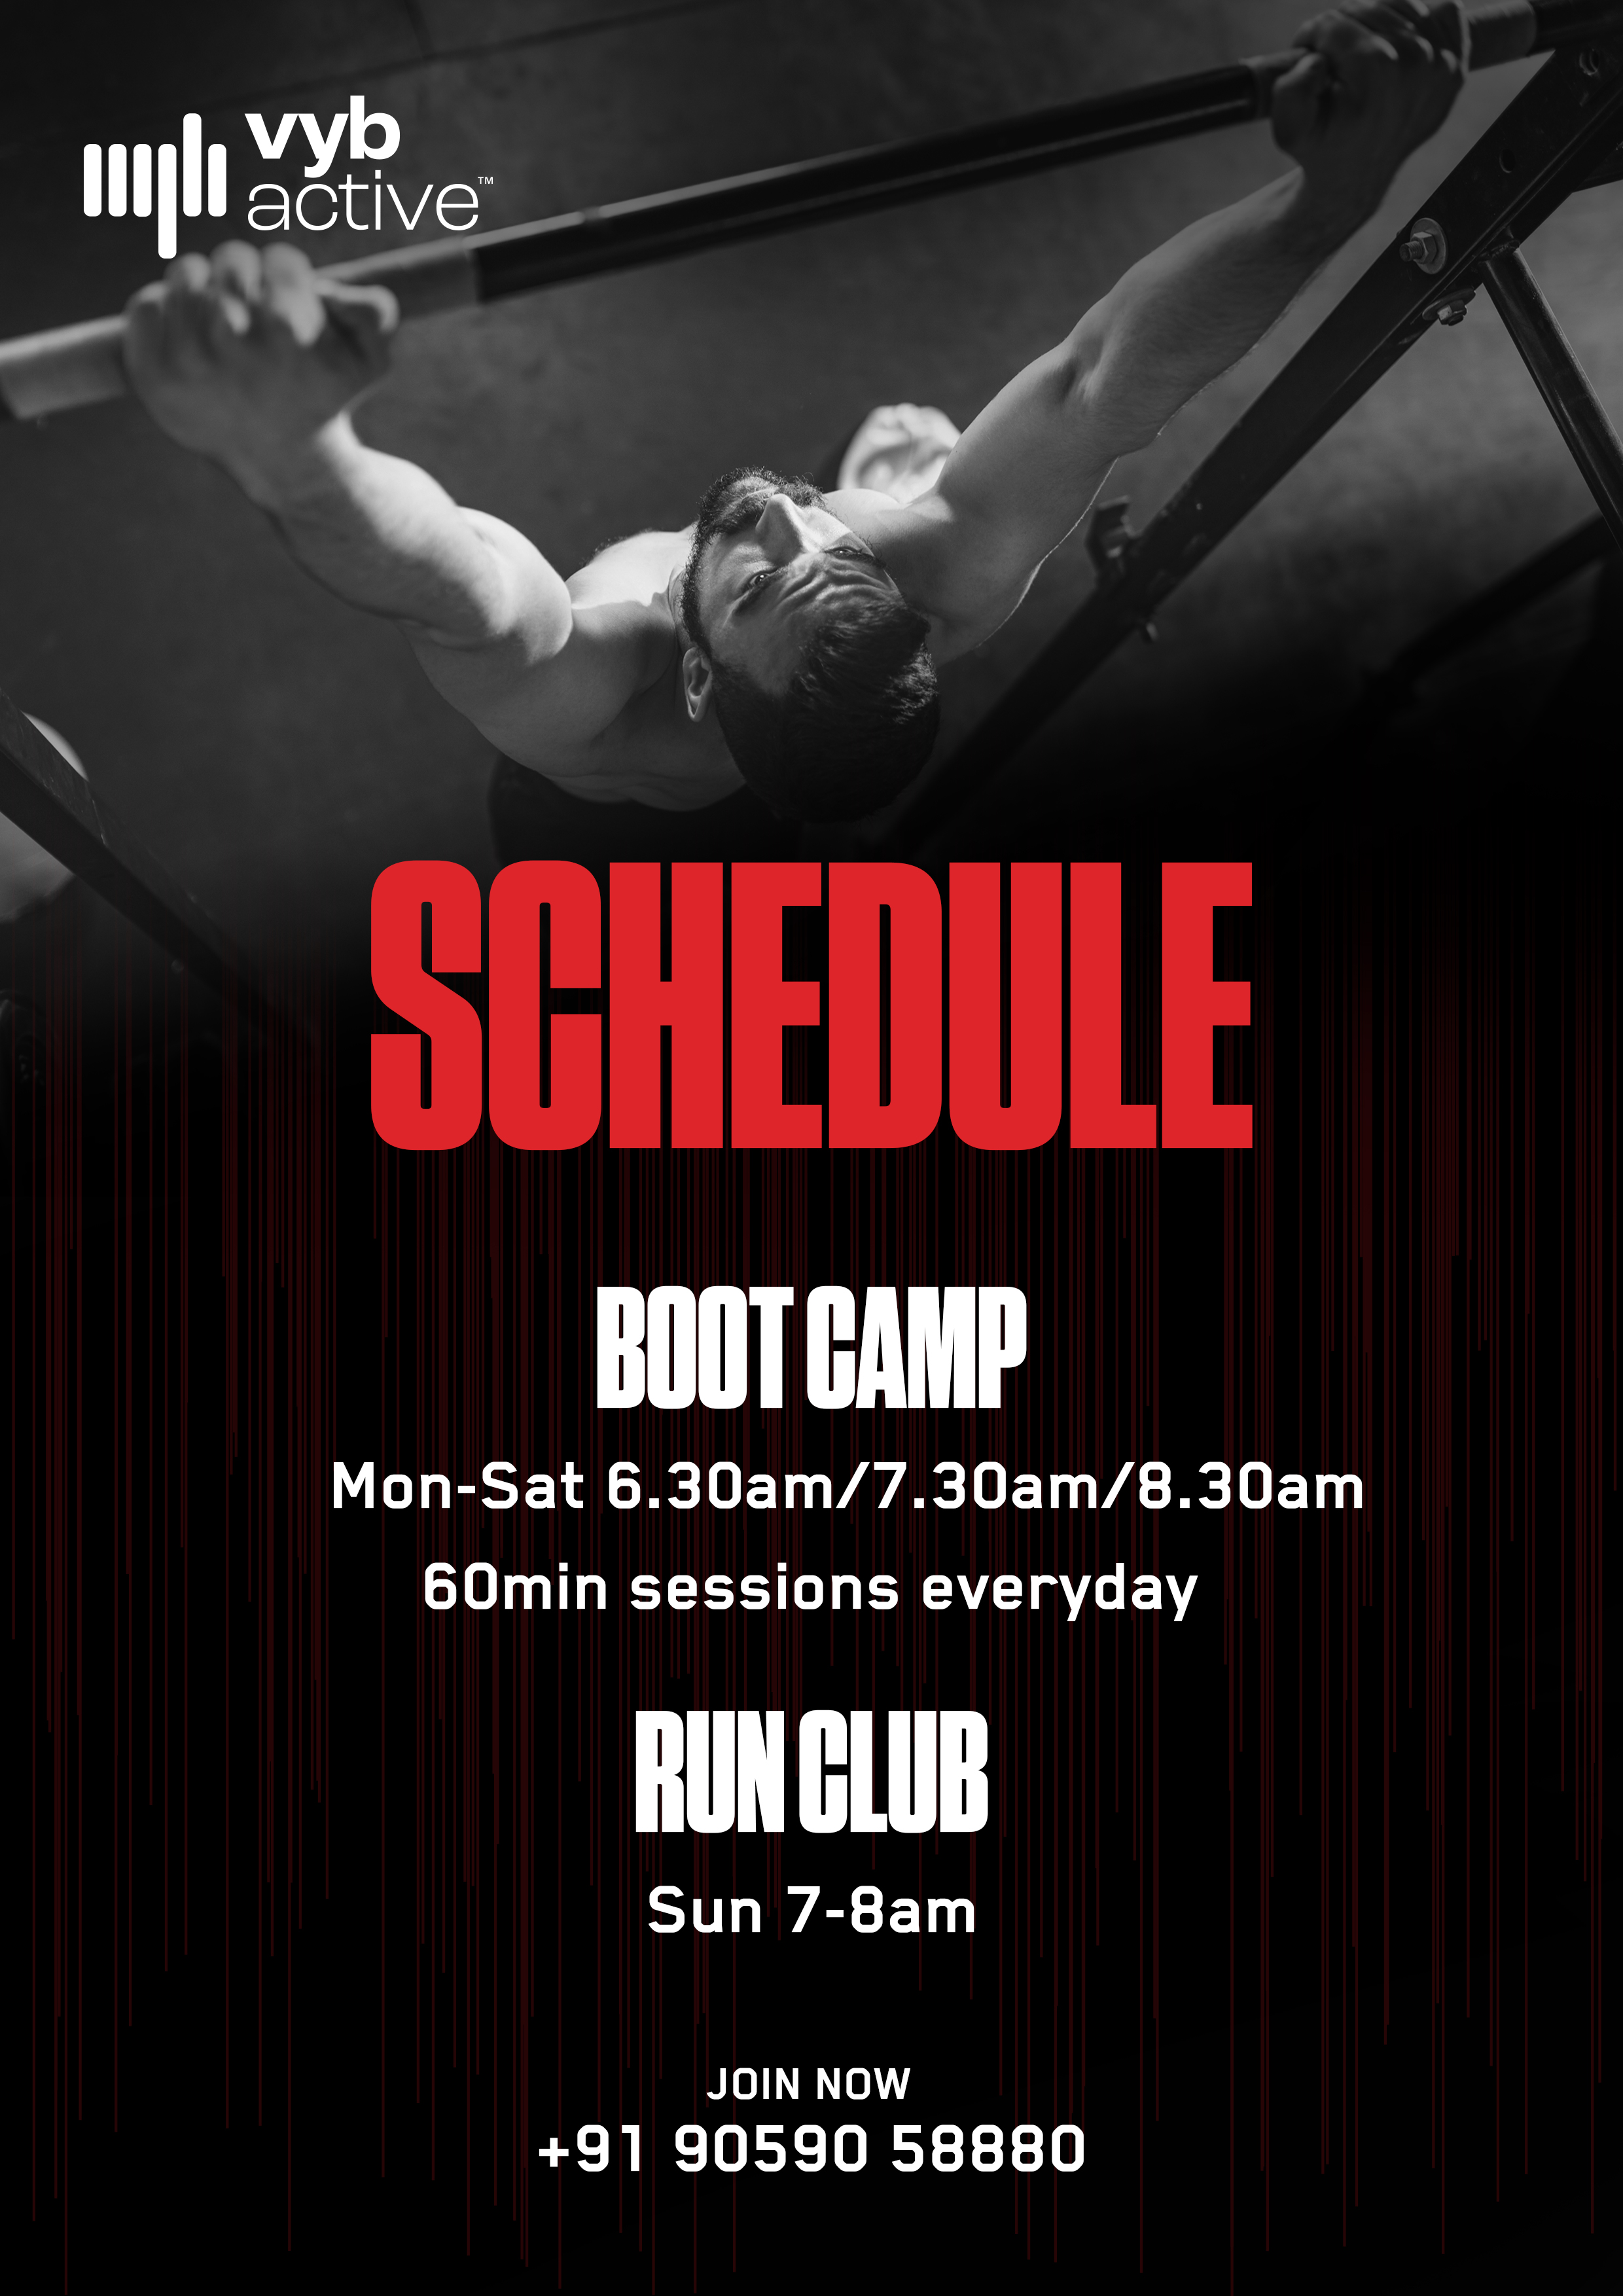 vyb
active™
SCHEDULE
BOOT CAMP
Mon-Sat 6.30am/7.30am/8.30am
60min sessions everyday
RUN CLUB
Sun 7-8am
JOIN NOW
+91 90590 58880